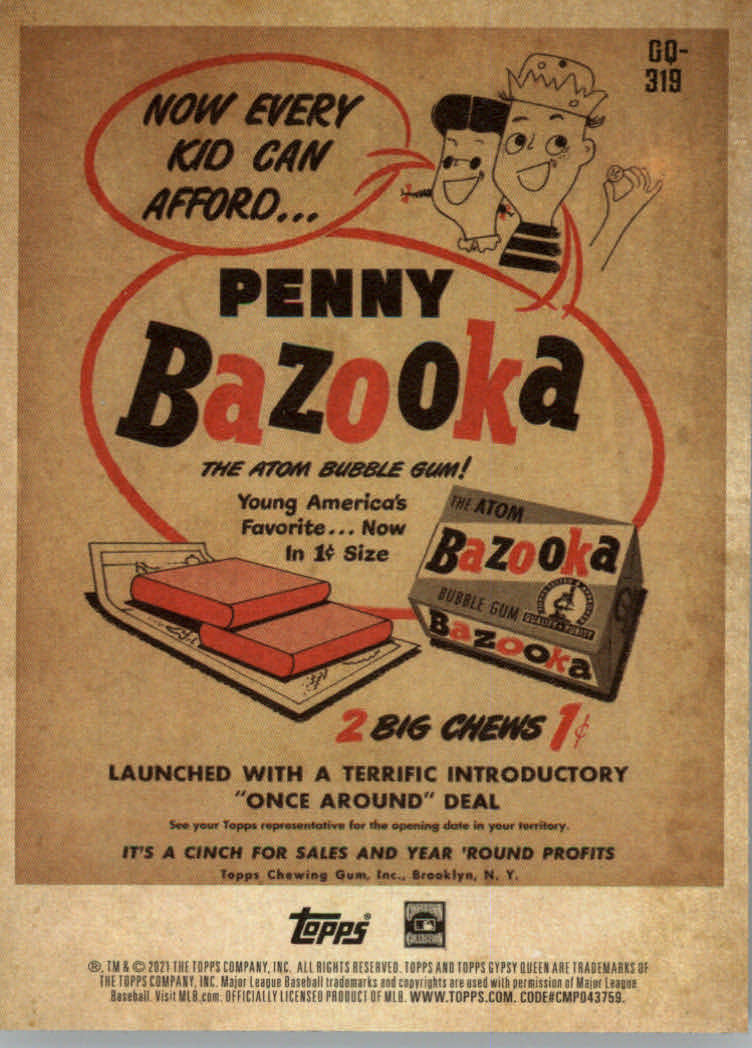 GQ-
319
NOW EVERY
KID CAN
AFFORD...
PENNY
Bazooka
THE ATOM BUBBLE GUM!
Young America's
Favorite... Now
In 1¢ Size
THE ATOM
Bazooka
BUBBLE GUM
QUALITY • PURITY
Bazooka
2 BIG CHEWS 1¢
LAUNCHED WITH A TERRIFIC INTRODUCTORY
"ONCE AROUND" DEAL
See your Topps representative for the opening date in your territory.
IT'S A CINCH FOR SALES AND YEAR 'ROUND PROFITS
Topps Chewing Gum, Inc., Brooklyn, N. Y.
topps®
COOPERSTOWN
COLLECTION
®, TM & © 2021 THE TOPPS COMPANY, INC. ALL RIGHTS RESERVED. TOPPS AND TOPPS GYPSY QUEEN ARE TRADEMARKS OF
THE TOPPS COMPANY, INC. Major League Baseball trademarks and copyrights are used with permission of Major League
Baseball. Visit MLB.com. OFFICIALLY LICENSED PRODUCT OF MLB. WWW.TOPPS.COM. CODE#CMP043759.